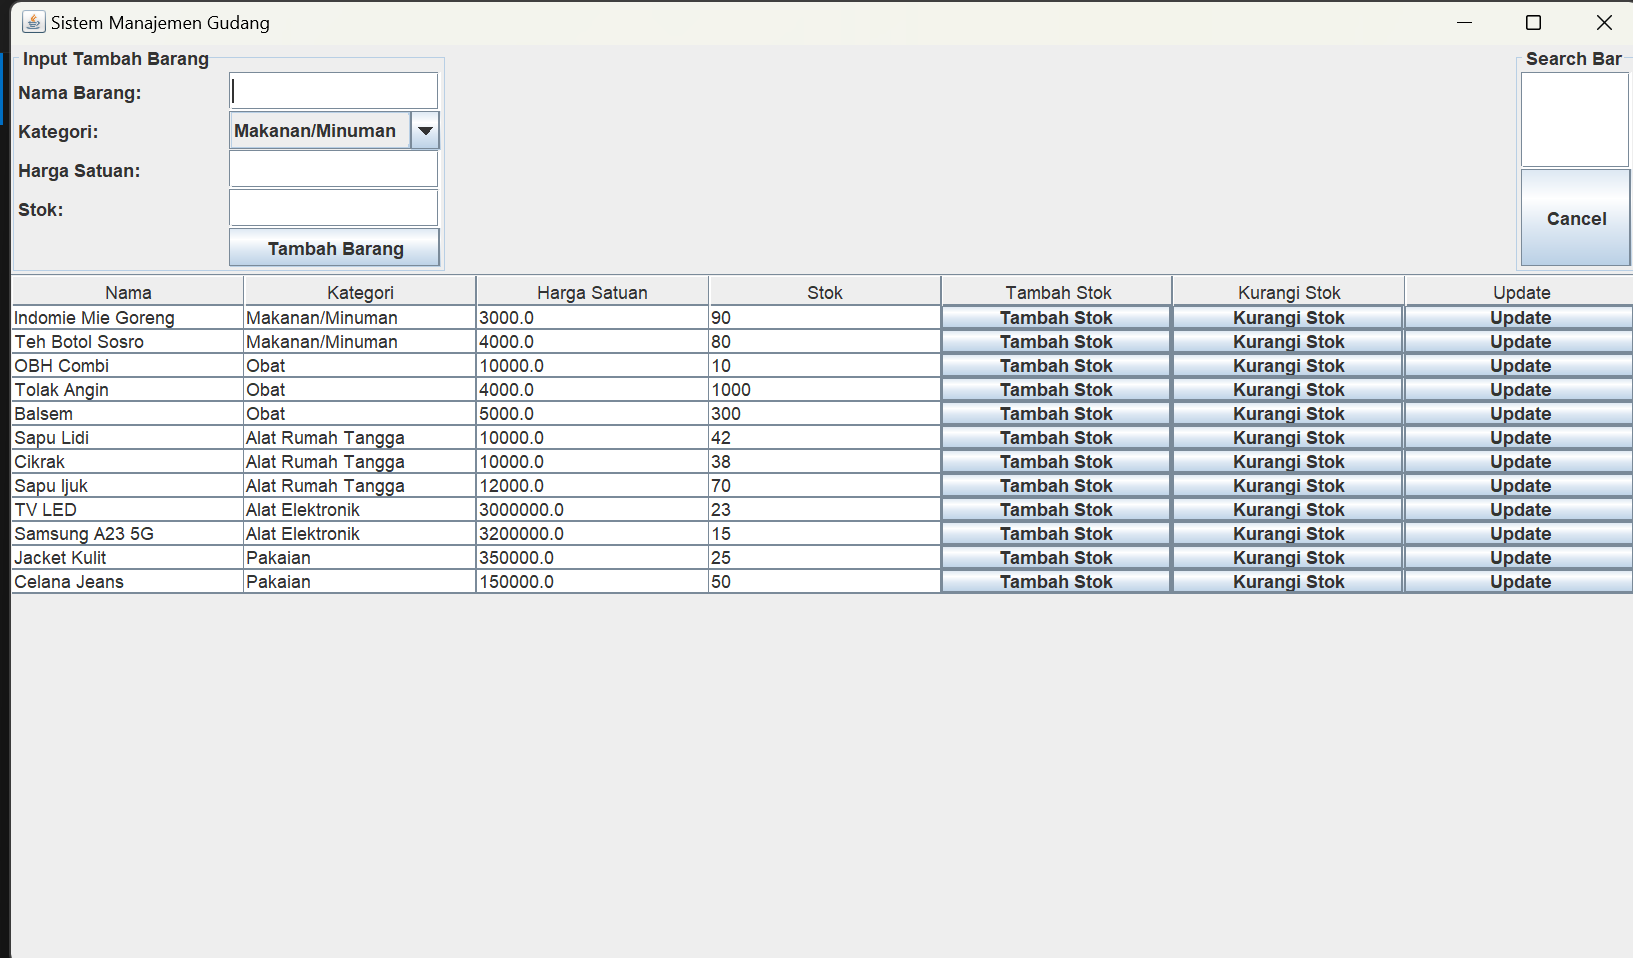 Sistem Manajemen Gudang
Input Tambah Barang
Search Bar
Nama Barang:
Kategori: Makanan/Minuman
Harga Satuan:
Stok:
Cancel
Tambah Barang
Nama Kategori Harga Satuan Stok Tambah Stok Kurangi Stok Update
Indomie Mie Goreng Makanan/Minuman 3000.0 90 Tambah Stok Kurangi Stok Update
Teh Botol Sosro Makanan/Minuman 4000.0 80 Tambah Stok Kurangi Stok Update
OBH Combi Obat 10000.0 10 Tambah Stok Kurangi Stok Update
Tolak Angin Obat 4000.0 1000 Tambah Stok Kurangi Stok Update
Balsem Obat 5000.0 300 Tambah Stok Kurangi Stok Update
Sapu Lidi Alat Rumah Tangga 10000.0 42 Tambah Stok Kurangi Stok Update
Cikrak Alat Rumah Tangga 10000.0 38 Tambah Stok Kurangi Stok Update
Sapu Ijuk Alat Rumah Tangga 12000.0 70 Tambah Stok Kurangi Stok Update
TV LED Alat Elektronik 3000000.0 23 Tambah Stok Kurangi Stok Update
Samsung A23 5G Alat Elektronik 3200000.0 15 Tambah Stok Kurangi Stok Update
Jacket Kulit Pakaian 350000.0 25 Tambah Stok Kurangi Stok Update
Celana Jeans Pakaian 150000.0 50 Tambah Stok Kurangi Stok Update